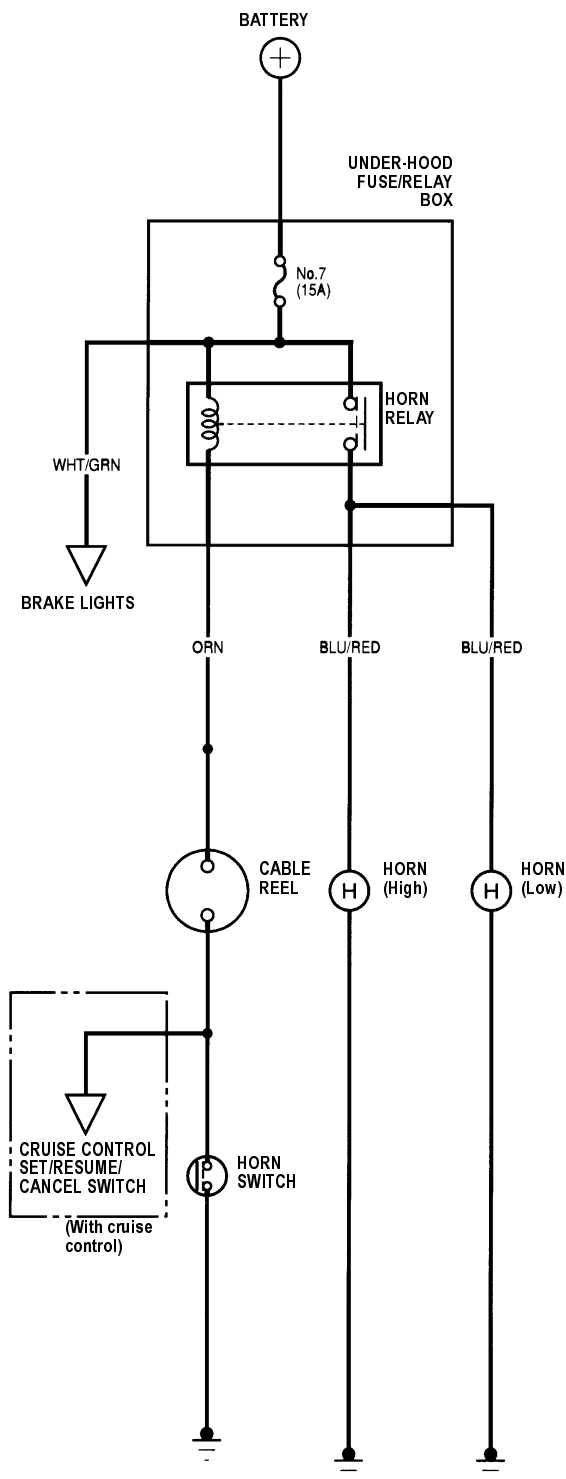 BATTERY
UNDER-HOOD
FUSE/RELAY
BOX
No.7
(15A)
HORN
RELAY
WHT/GRN
BRAKE LIGHTS
ORN
BLU/RED
BLU/RED
CABLE
REEL
HORN
(High)
HORN
(Low)
H
H
CRUISE CONTROL
SET/RESUME/
CANCEL SWITCH
HORN
SWITCH
(With cruise
control)